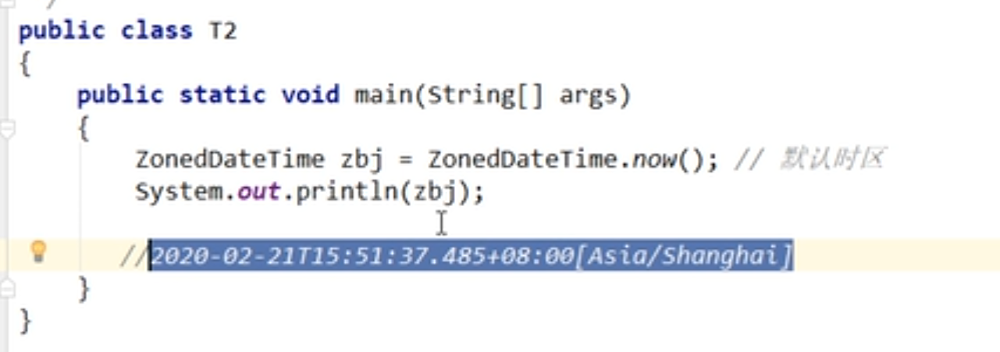 public class T2
{
public static void main(String[] args)
{
ZonedDateTime zbj = ZonedDateTime.now(); // 默认时区
System.out.println(zbj);
//2020-02-21T15:51:37.485+08:00[Asia/Shanghai]
}
}